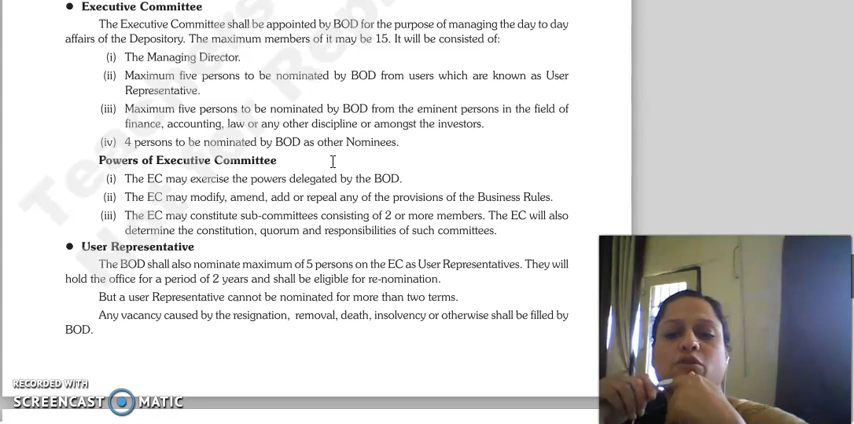 ● Executive Committee
The Executive Committee shall be appointed by BOD for the purpose of managing the day to day
affairs of the Depository. The maximum members of it may be 15. It will be consisted of:
(i) The Managing Director.
(ii) Maximum five persons to be nominated by BOD from users which are known as User
Representative.
(iii) Maximum five persons to be nominated by BOD from the eminent persons in the field of
finance, accounting, law or any other discipline or amongst the investors.
(iv) 4 persons to be nominated by BOD as other Nominees.
Powers of Executive Committee
(i) The EC may exercise the powers delegated by the BOD.
(ii) The EC may modify, amend, add or repeal any of the provisions of the Business Rules.
(iii) The EC may constitute sub-committees consisting of 2 or more members. The EC will also
determine the constitution, quorum and responsibilities of such committees.
● User Representative
The BOD shall also nominate maximum of 5 persons on the EC as User Representatives. They will
hold the office for a period of 2 years and shall be eligible for re-nomination.
But a user Representative cannot be nominated for more than two terms.
Any vacancy caused by the resignation, removal, death, insolvency or otherwise shall be filled by
BOD.
RECORDED WITH
SCREENCAST MATIC